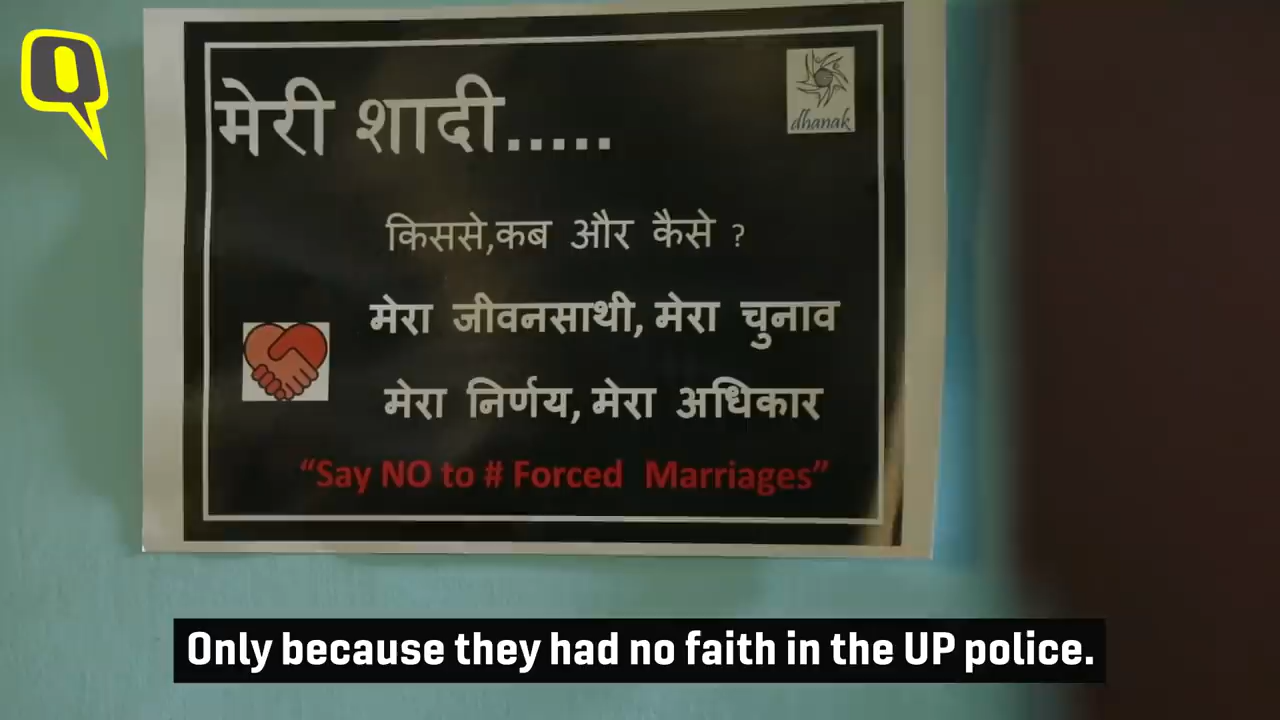 Q
मेरी शादी.....
dhanak
किससे,कब और कैसे ?
मेरा जीवनसाथी, मेरा चुनाव
मेरा निर्णय, मेरा अधिकार
“Say NO to # Forced Marriages”
Only because they had no faith in the UP police.